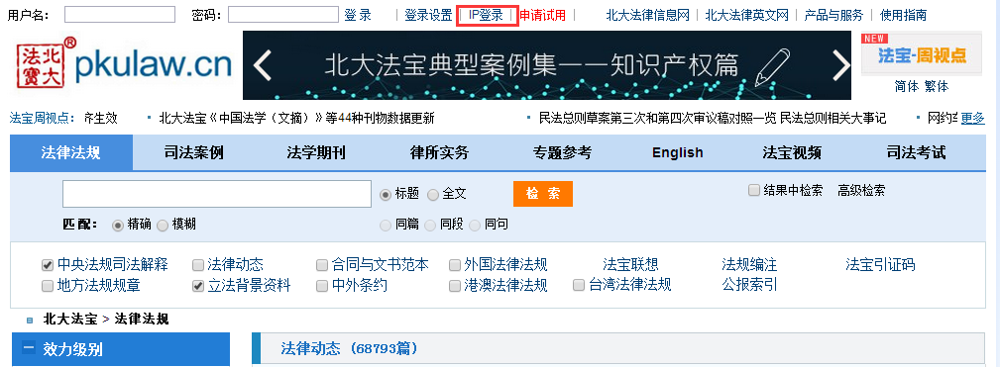 用户名： 密码： 登 录 登录设置 IP登录 申请试用 北大法律信息网 北大法律英文网 产品与服务 使用指南
法北寶大® pkulaw.cn
北大法宝典型案例集——知识产权篇
NEW 法宝-周视点
简体 繁体
法宝周视点： 齐生效 北大法宝《中国法学（文摘）》等44种刊物数据更新 民法总则草案第三次和第四次审议稿对照一览 民法总则相关大事记 网约 更多
法律法规 司法案例 法学期刊 律所实务 专题参考 English 法宝视频 司法考试
标题 全文 检 索 结果中检索 高级检索
匹配： 精确 模糊 同篇 同段 同句
中央法规司法解释 法律动态 合同与文书范本 外国法律法规 法宝联想 法规编注 法宝引证码
地方法规规章 立法背景资料 中外条约 港澳法律法规 台湾法律法规 公报索引
北大法宝 > 法律法规
效力级别 法律动态（68793篇）